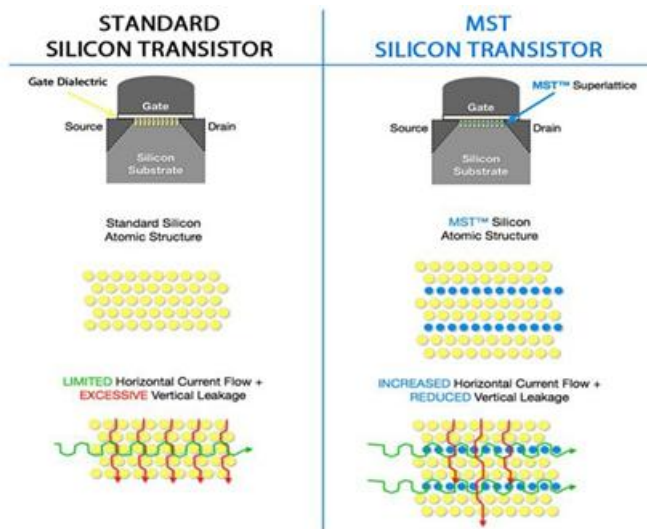 STANDARD
SILICON TRANSISTOR
Gate Dielectric
Gate
Source
Drain
Silicon
Substrate
Standard Silicon
Atomic Structure
LIMITED Horizontal Current Flow +
EXCESSIVE Vertical Leakage
MST
SILICON TRANSISTOR
MST™ Superlattice
Gate
Source
Drain
Silicon
Substrate
MST™ Silicon
Atomic Structure
INCREASED Horizontal Current Flow +
REDUCED Vertical Leakage